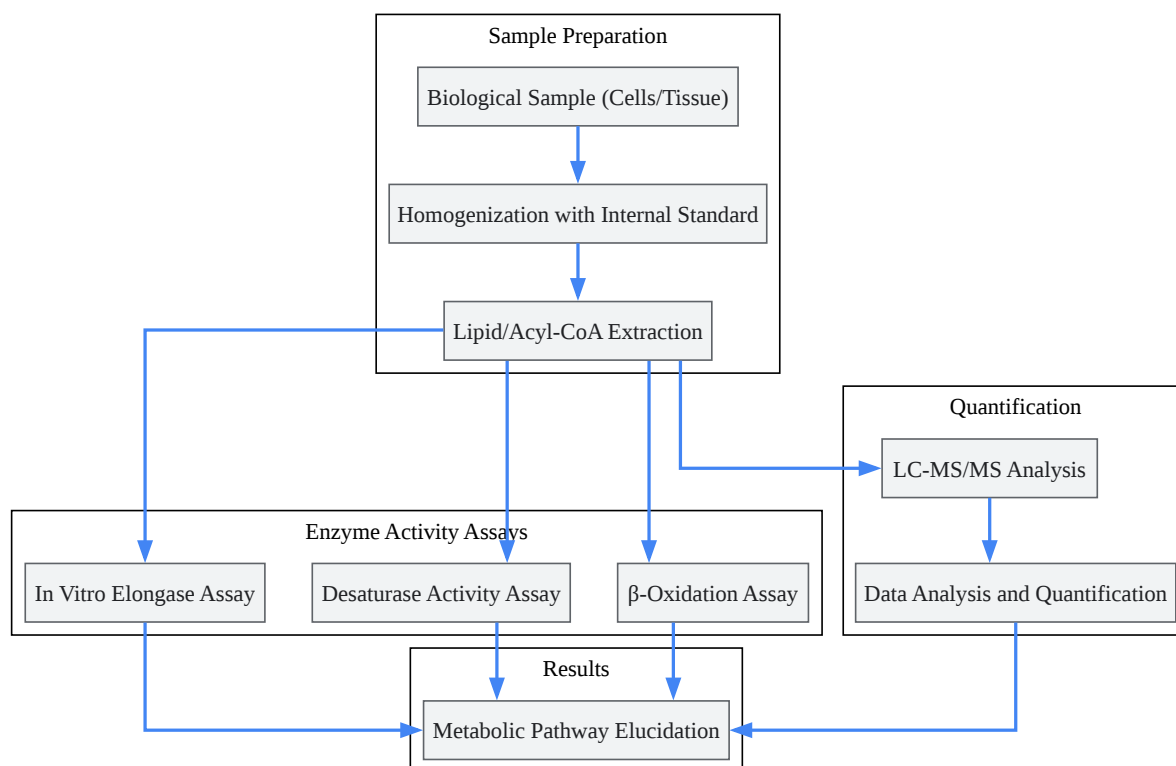 Sample Preparation
Biological Sample (Cells/Tissue)
Homogenization with Internal Standard
Lipid/Acyl-CoA Extraction
Quantification
LC-MS/MS Analysis
Enzyme Activity Assays
In Vitro Elongase Assay
Desaturase Activity Assay
β-Oxidation Assay
Data Analysis and Quantification
Results
Metabolic Pathway Elucidation